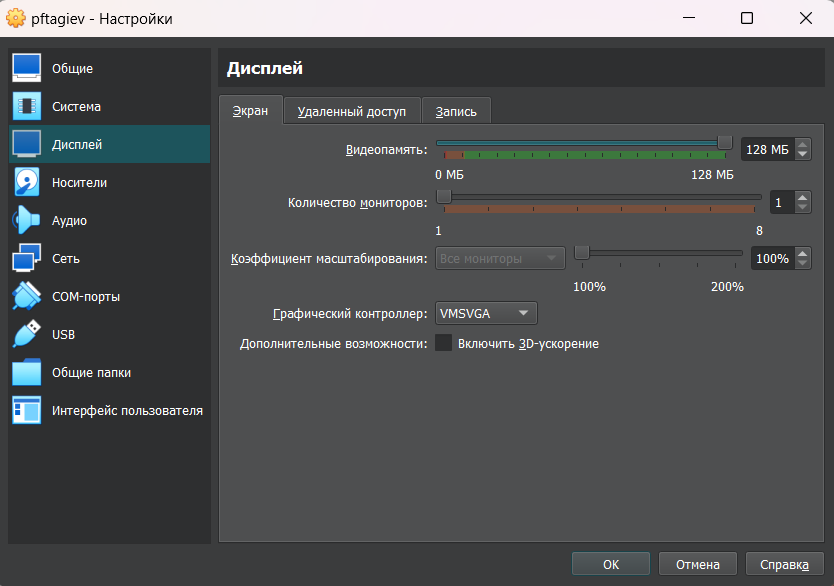 pftagiev - Настройки
Общие
Система
Дисплей
Носители
Аудио
Сеть
COM-порты
USB
Общие папки
Интерфейс пользователя
Дисплей
Экран Удаленный доступ Запись
Видеопамять: 128 МБ
0 МБ 128 МБ
Количество мониторов: 1
1 8
Коэффициент масштабирования: Все мониторы 100%
100% 200%
Графический контроллер: VMSVGA
Дополнительные возможности: Включить 3D-ускорение
ОК Отмена Справка